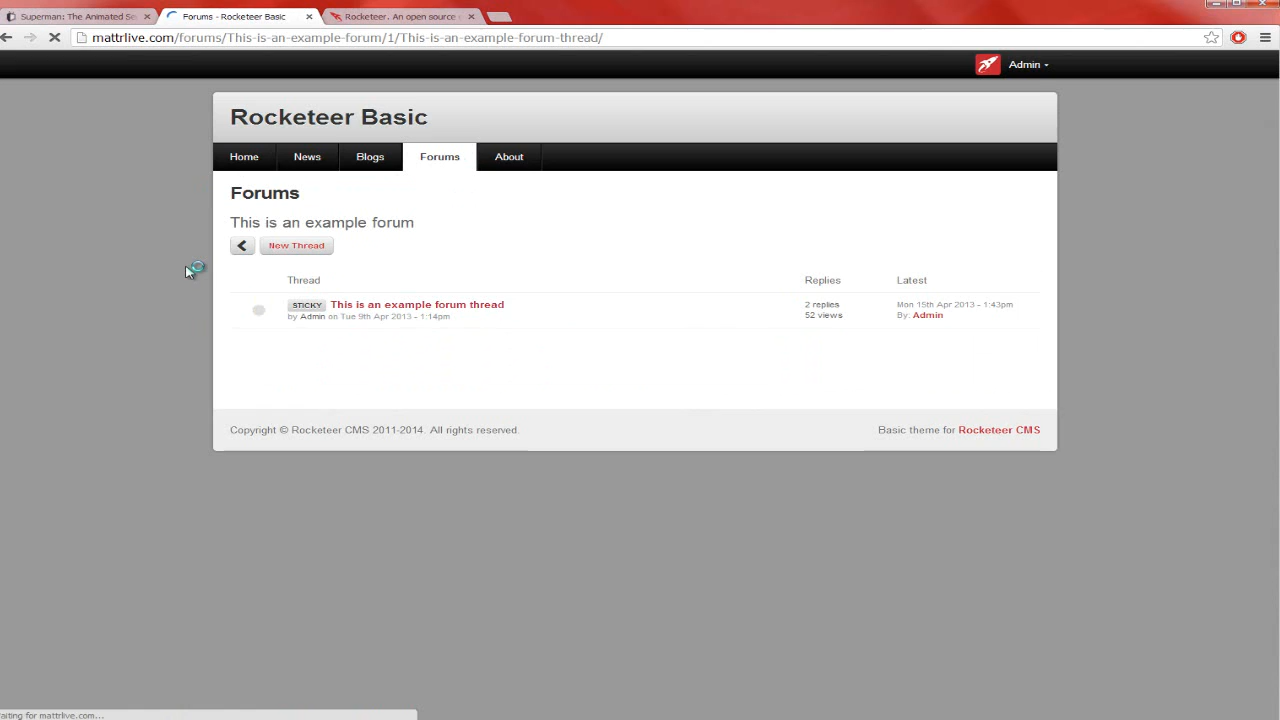 Superman: The Animated Se
Forums - Rocketeer Basic
Rocketeer. An open source
mattrlive.com/forums/This-is-an-example-forum/1/This-is-an-example-forum-thread/
Admin
Rocketeer Basic
Home News Blogs Forums About
Forums
This is an example forum
New Thread
Thread Replies Latest
STICKY This is an example forum thread 2 replies Mon 15th Apr 2013 - 1:43pm
by Admin on Tue 9th Apr 2013 - 1:14pm 52 views By: Admin
Copyright © Rocketeer CMS 2011-2014. All rights reserved. Basic theme for Rocketeer CMS
aiting for mattrlive.com...